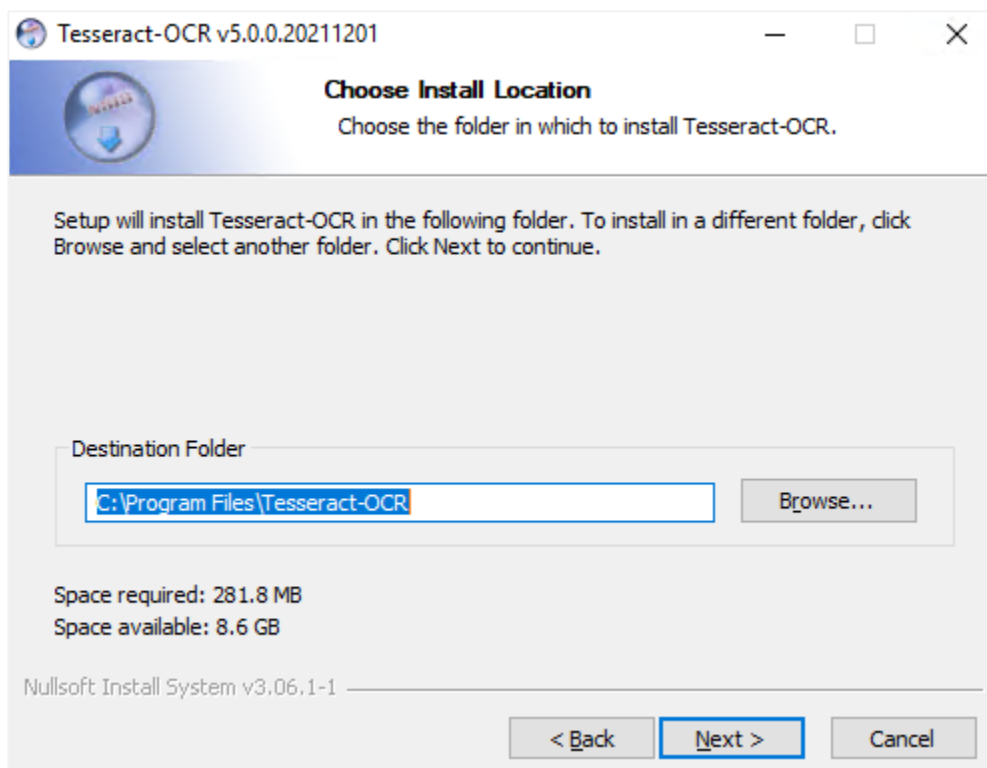 Tesseract-OCR v5.0.0.20211201
Choose Install Location
Choose the folder in which to install Tesseract-OCR.
Setup will install Tesseract-OCR in the following folder. To install in a different folder, click
Browse and select another folder. Click Next to continue.
Destination Folder
C:\Program Files\Tesseract-OCR
Browse...
Space required: 281.8 MB
Space available: 8.6 GB
Nullsoft Install System v3.06.1-1
< Back
Next >
Cancel